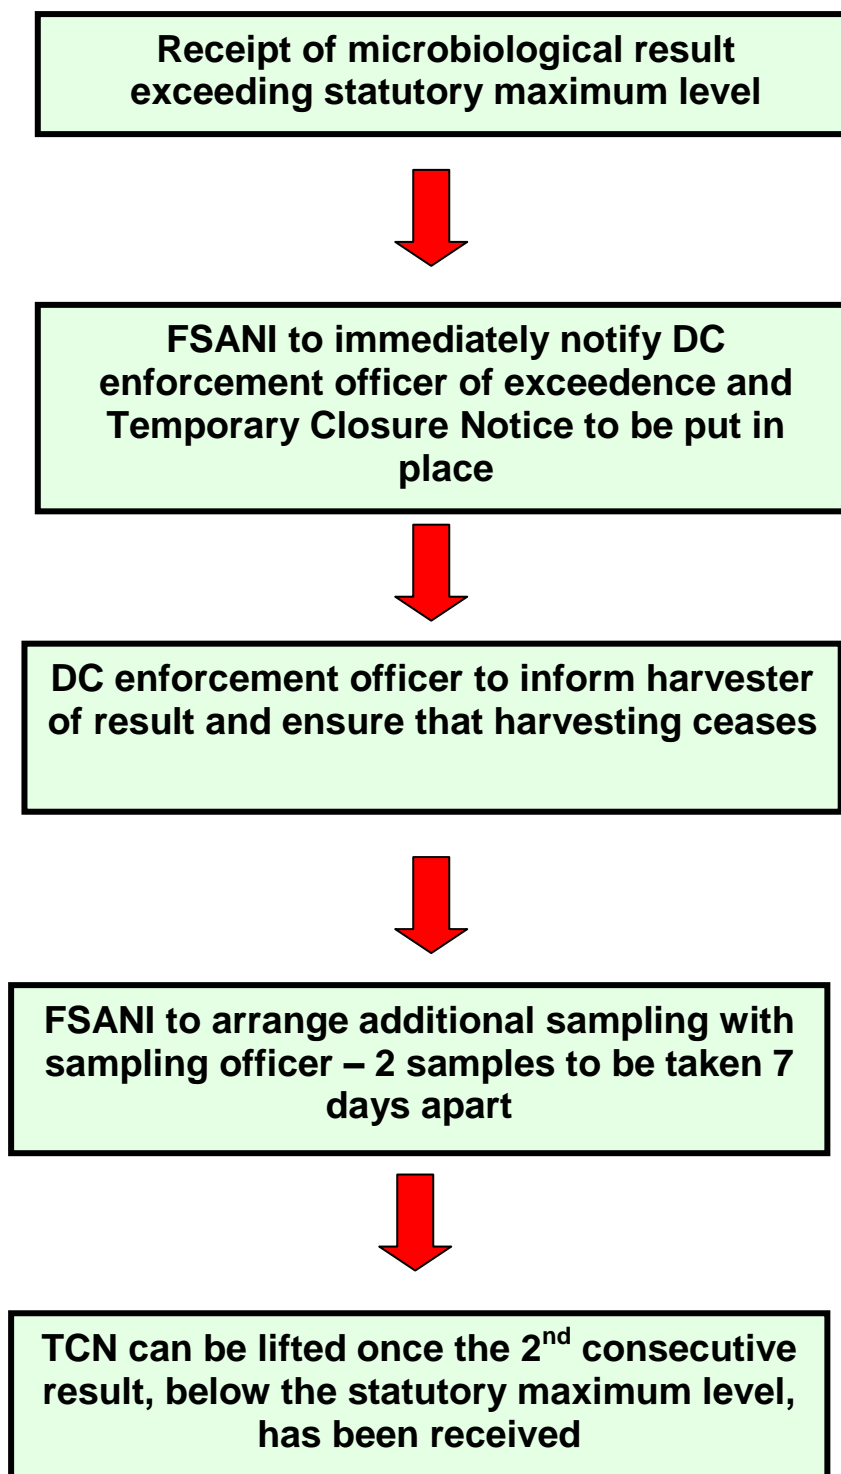 Receipt of microbiological result
exceeding statutory maximum level
FSANI to immediately notify DC
enforcement officer of exceedence and
Temporary Closure Notice to be put in
place
DC enforcement officer to inform harvester
of result and ensure that harvesting ceases
FSANI to arrange additional sampling with
sampling officer – 2 samples to be taken 7
days apart
TCN can be lifted once the 2nd consecutive
result, below the statutory maximum level,
has been received